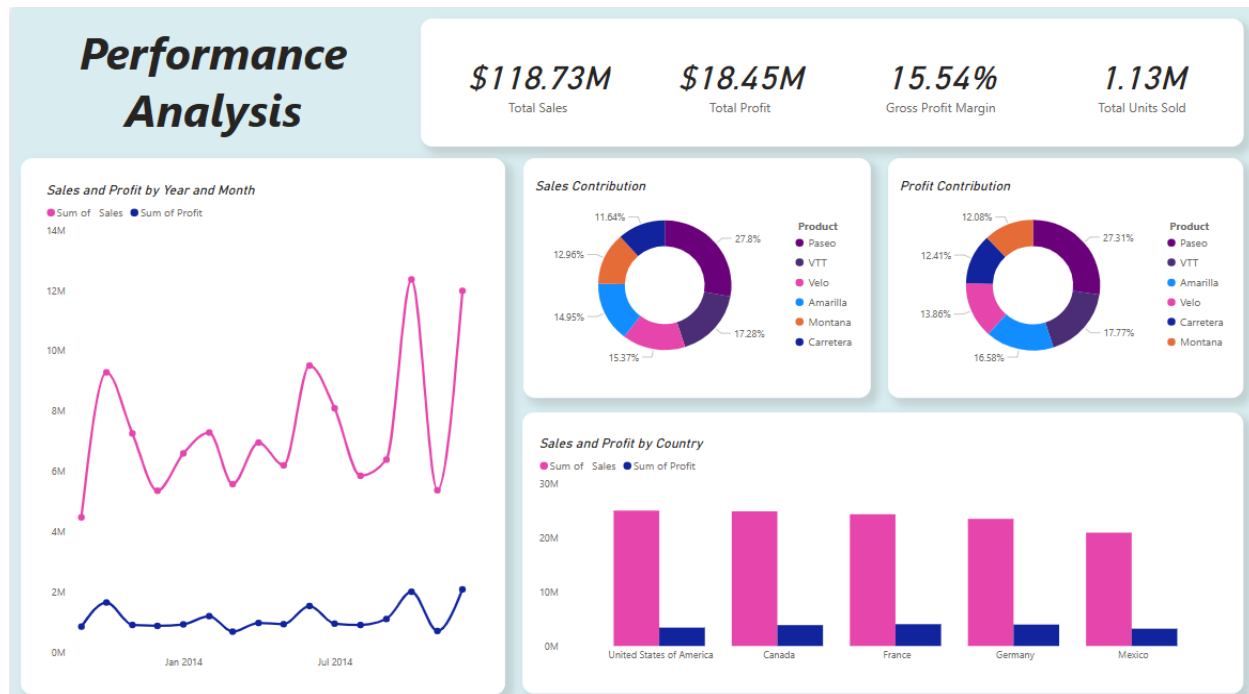 Performance
Analysis
$118.73M
Total Sales
$18.45M
Total Profit
15.54%
Gross Profit Margin
1.13M
Total Units Sold
Sales and Profit by Year and Month
Sum of Sales Sum of Profit
14M
12M
10M
8M
6M
4M
2M
0M
Jan 2014
Jul 2014
Sales Contribution
11.64%
12.96%
14.95%
15.37%
17.28%
27.8%
Product
Paseo
VTT
Velo
Amarilla
Montana
Carretera
Profit Contribution
12.08%
12.41%
13.86%
16.58%
17.77%
27.31%
Product
Paseo
VTT
Amarilla
Velo
Carretera
Montana
Sales and Profit by Country
Sum of Sales Sum of Profit
30M
20M
10M
0M
United States of America
Canada
France
Germany
Mexico